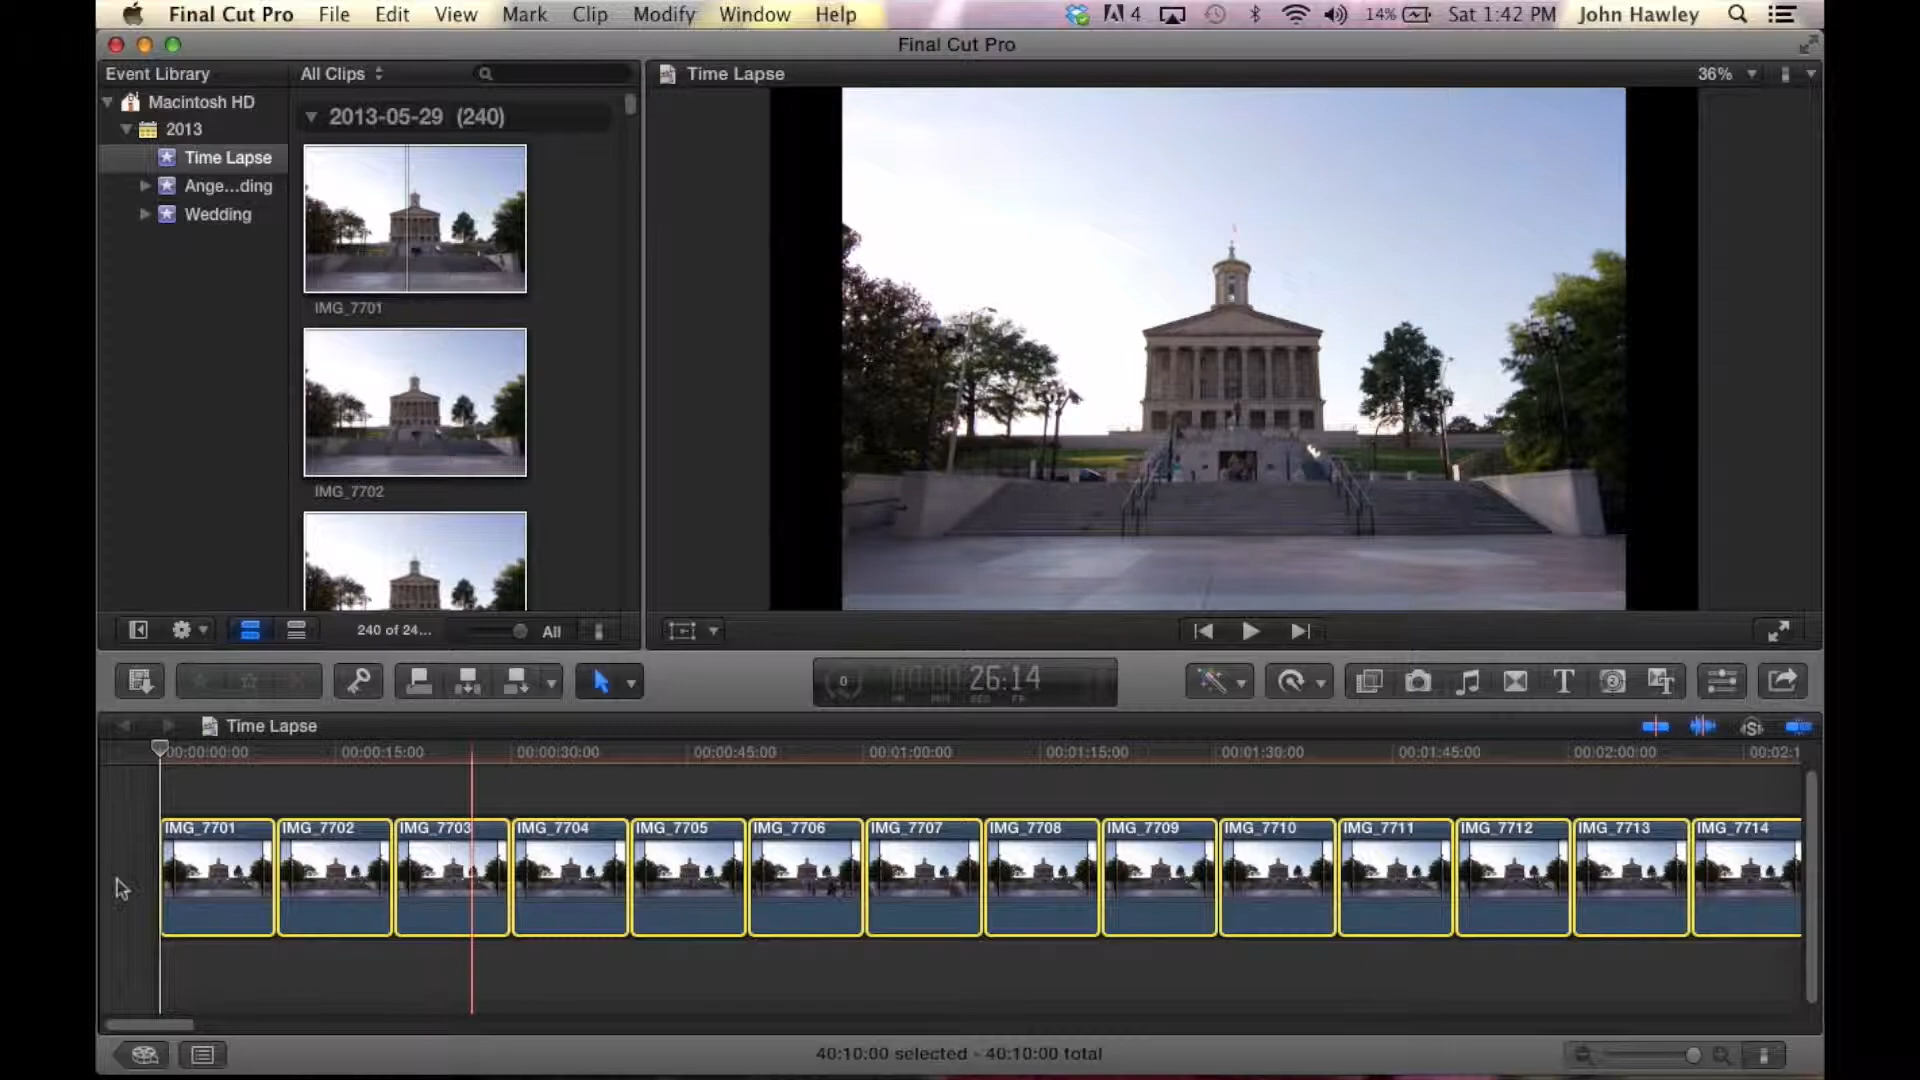 Final Cut Pro File Edit View Mark Clip Modify Window Help 4 14% Sat 1:42 PM John Hawley
Final Cut Pro
Event Library All Clips Time Lapse 36%
Macintosh HD
2013
Time Lapse
Ange...ding
Wedding
2013-05-29 (240)
IMG_7701
IMG_7702
240 of 24... All
0 26:14
Time Lapse
00:00:00:00 00:00:15:00 00:00:30:00 00:00:45:00 00:01:00:00 00:01:15:00 00:01:30:00 00:01:45:00 00:02:00:00 00:02:1
IMG_7701 IMG_7702 IMG_7703 IMG_7704 IMG_7705 IMG_7706 IMG_7707 IMG_7708 IMG_7709 IMG_7710 IMG_7711 IMG_7712 IMG_7713 IMG_7714
40:10:00 selected - 40:10:00 total